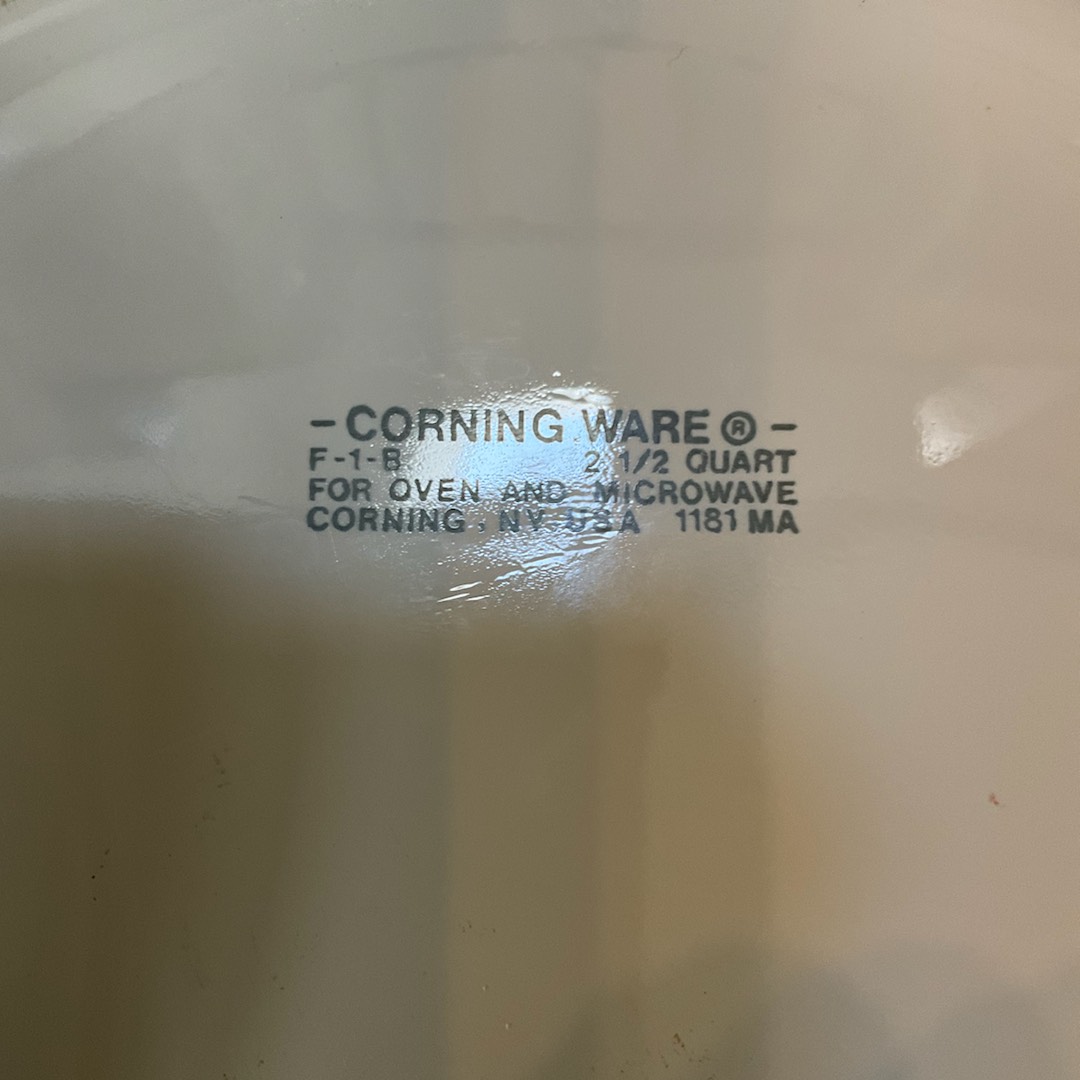 -CORNING WARE®-
F-1-B 2 1/2 QUART
FOR OVEN AND MICROWAVE
CORNING, NY USA 1181 MA